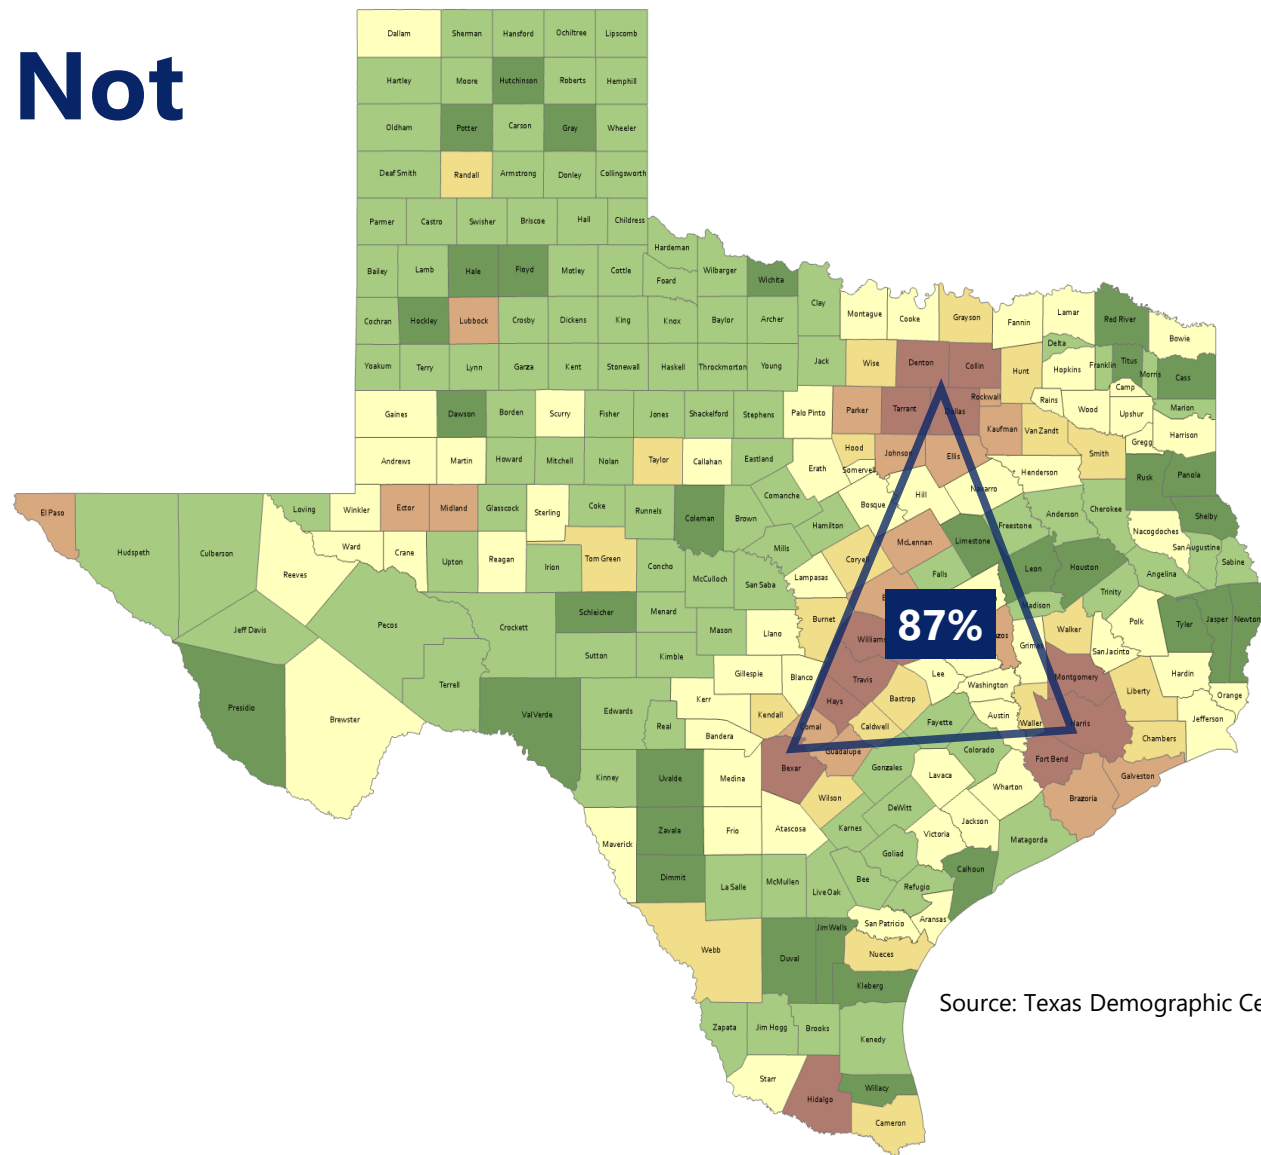 Not
Dallam Sherman Hansford Ochiltree Lipscomb
Hartley Moore Hutchinson Roberts Hemphill
Oldham Potter Carson Gray Wheeler
Deaf Smith Randall Armstrong Donley Collingsworth
Parmer Castro Swisher Briscoe Hall Childress
Hardeman
Bailey Lamb Hale Floyd Motley Cottle Foard Wilbarger Wichita
Clay
Cochran Hockley Lubbock Crosby Dickens King Knox Baylor Archer
Montague Cooke Grayson Fannin Lamar Red River Bowie
Delta
Yoakum Terry Lynn Garza Kent Stonewall Haskell Throckmorton Young Jack Wise Denton Collin Hunt Hopkins Franklin Titus Morris Cass
Camp
Gaines Dawson Borden Scurry Fisher Jones Shackelford Stephens Palo Pinto Parker Tarrant Dallas Rockwall Rains Wood Upshur Marion
Kaufman Van Zandt Gregg Harrison
Andrews Martin Howard Mitchell Nolan Taylor Callahan Eastland Erath Hood Somervell Johnson Ellis Henderson Smith Rusk Panola
El Paso Loving Winkler Ector Midland Glasscock Sterling Coke Runnels Coleman Brown Comanche Bosque Hill Navarro
Hamilton Freestone Anderson Cherokee Shelby
Nacogdoches San Augustine
Hudspeth Culberson Reeves Ward Crane Upton Reagan Irion Tom Green Concho McCulloch San Saba Mills Lampasas Coryell McLennan Limestone Falls Leon Houston Angelina Sabine
Madison Trinity
Jeff Davis Pecos Crockett Schleicher Menard Mason Llano Burnet Williams
87%
zos Grimes Walker San Jacinto Polk Tyler Jasper Newton
Terrell Sutton Kimble Gillespie Blanco Travis Lee Washington Montgomery Liberty Hardin Orange
Presidio Brewster Val Verde Edwards Real Kerr Bandera Kendall Hays Comal Caldwell Bastrop Fayette Austin Waller Harris Chambers Jefferson
Kinney Uvalde Medina Bexar Guadalupe Gonzales Colorado Lavaca Wharton Fort Bend Brazoria Galveston
Maverick Zavala Frio Atascosa Wilson Karnes DeWitt Victoria Jackson Matagorda
Dimmit La Salle McMullen Live Oak Bee Goliad Refugio Calhoun
Webb Duval Jim Wells San Patricio Aransas
Nueces
Kleberg
Source: Texas Demographic Ce
Zapata Jim Hogg Brooks Kenedy
Starr Hidalgo Willacy
Cameron